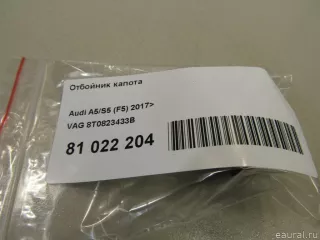 Отбойник капота
Audi A5/S5 (F5) 2017>
VAG 8T0823433B
81 022 204
eaural.ru